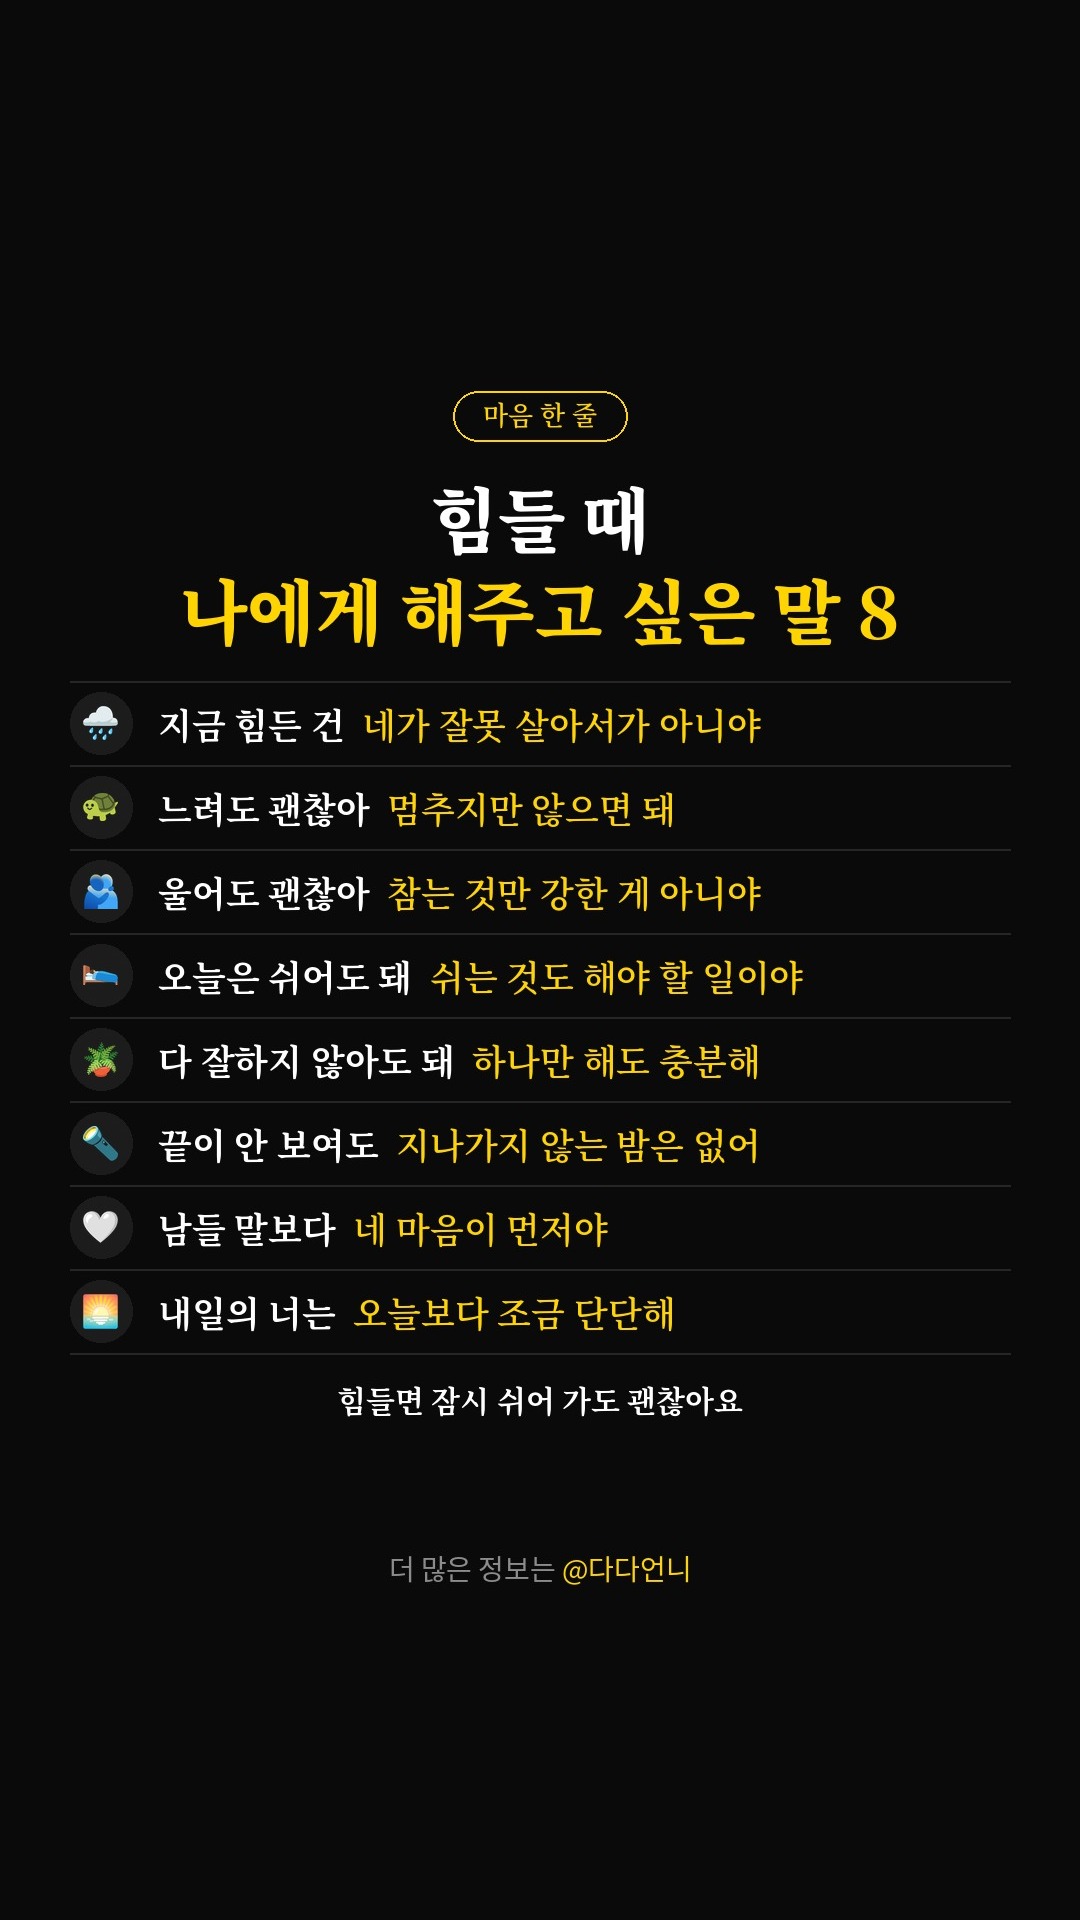 마음 한 줄
힘들 때
나에게 해주고 싶은 말 8
지금 힘든 건 네가 잘못 살아서가 아니야
느려도 괜찮아 멈추지만 않으면 돼
울어도 괜찮아 참는 것만 강한 게 아니야
오늘은 쉬어도 돼 쉬는 것도 해야 할 일이야
다 잘하지 않아도 돼 하나만 해도 충분해
끝이 안 보여도 지나가지 않는 밤은 없어
남들 말보다 네 마음이 먼저야
내일의 너는 오늘보다 조금 단단해
힘들면 잠시 쉬어 가도 괜찮아요
더 많은 정보는 @다다언니